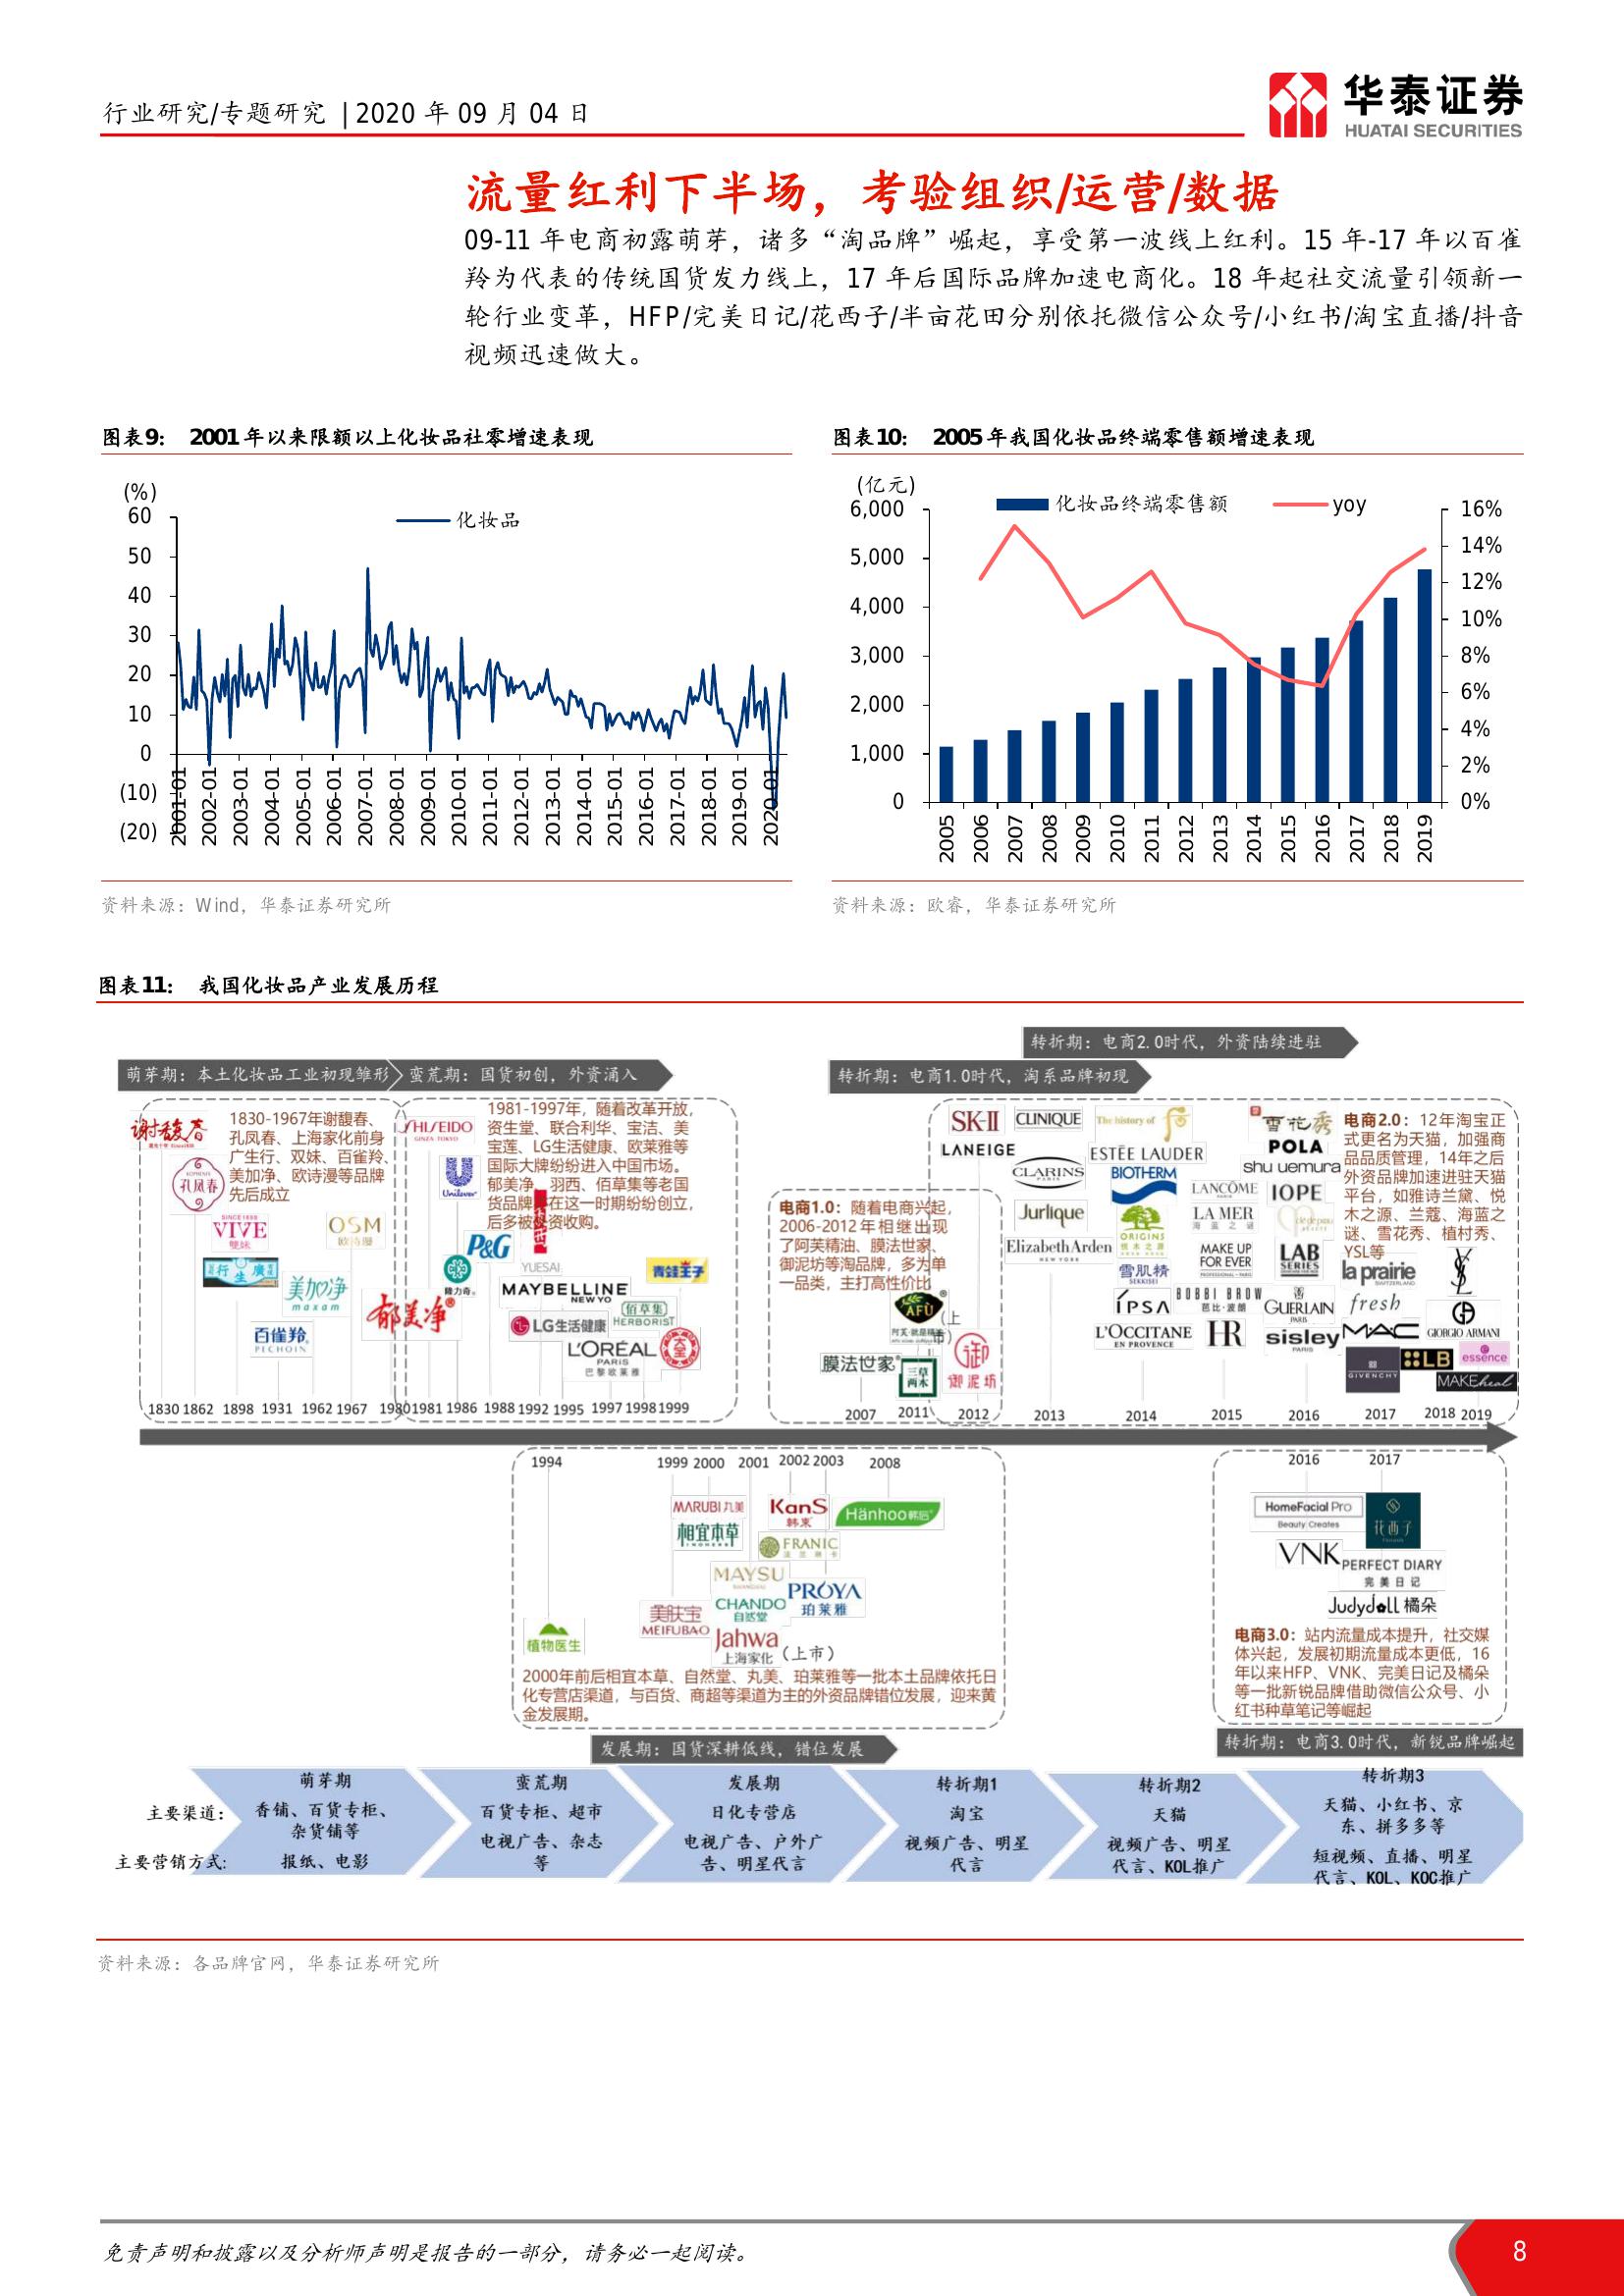 行业研究/专题研究 | 2020 年 09 月 04 日
华泰证券
HUATAI SECURITIES
流量红利下半场，考验组织/运营/数据
09-11 年电商初露萌芽，诸多“淘品牌”崛起，享受第一波线上红利。15 年-17 年以百雀
羚为代表的传统国货发力线上，17 年后国际品牌加速电商化。18 年起社交流量引领新一
轮行业变革，HFP/完美日记/花西子/半亩花田分别依托微信公众号/小红书/淘宝直播/抖音
视频迅速做大。
图表9： 2001 年以来限额以上化妆品社零增速表现
(%)
化妆品
60
50
40
30
20
10
0
(10)
(20)
2001-01
2002-01
2003-01
2004-01
2005-01
2006-01
2007-01
2008-01
2009-01
2010-01
2011-01
2012-01
2013-01
2014-01
2015-01
2016-01
2017-01
2018-01
2019-01
2020-01
资料来源：Wind，华泰证券研究所
图表10： 2005 年我国化妆品终端零售额增速表现
(亿元)
化妆品终端零售额
yoy
6,000
5,000
4,000
3,000
2,000
1,000
0
16%
14%
12%
10%
8%
6%
4%
2%
0%
2005
2006
2007
2008
2009
2010
2011
2012
2013
2014
2015
2016
2017
2018
2019
资料来源：欧睿，华泰证券研究所
图表11： 我国化妆品产业发展历程
转折期：电商2.0时代，外资陆续进驻
萌芽期：本土化妆品工业初现雏形
蛮荒期：国货初创，外资涌入
转折期：电商1.0时代，淘系品牌初现
谢馥春
1830-1967年谢馥春、
孔凤春、上海家化前身
广生行、双妹、百雀羚、
美加净、欧诗漫等品牌
先后成立
孔凤春
SINCE 1898
VIVE
雙妹
OSM
欧诗漫
行生廣
美加净
maxam
百雀羚
PECHOIN
郁美净
SHISEIDO
GINZA TOKYO
1981-1997年，随着改革开放，
资生堂、联合利华、宝洁、美
宝莲、LG生活健康、欧莱雅等
国际大牌纷纷进入中国市场。
郁美净、羽西、佰草集等老国
货品牌 在这一时期纷纷创立，
后多被外资收购。
Unilever
P&G
隆力奇
YUESAI
青蛙王子
MAYBELLINE
NEW YO
佰草集
HERBORIST
LG生活健康
L'ORÉAL
PARIS
巴黎欧莱雅
电商1.0：随着电商兴起，
2006-2012年相继出现
了阿芙精油、膜法世家、
御泥坊等淘品牌，多为单
一品类，主打高性价比
AFU
(上
市)
膜法世家
三草
两木
御泥坊
SK-II
CLINIQUE
The history of
LANEIGE
ESTĒE LAUDER
CLARINS
PARIS
BIOTHERM
Jurlique
ORIGINS
悦木之源
Elizabeth Arden
NEW YORK
雪肌精
SEKKISEI
ÍPSA
L'OCCITANE
EN PROVENCE
LANCÔME
LA MER
海蓝之谜
MAKE UP
FOR EVER
PROFESSIONAL - PARIS
BOBBI BROW
芭比·波朗
HR
雪花秀
POLA
shu uemura
IOPE
LAB
SERIES
GUERLAIN
PARIS
sisley
PARIS
电商2.0：12年淘宝正
式更名为天猫，加强商
品品质管理，14年之后
外资品牌加速进驻天猫
平台，如雅诗兰黛、悦
木之源、兰蔻、海蓝之
谜、雪花秀、植村秀、
YSL等
la prairie
SWITZERLAND
fresh
GIORGIO ARMANI
MAC
GIVENCHY
LB
essence
MAKEheal
1830 1862 1898 1931 1962 1967 1980 1981 1986 1988 1992 1995 1997 1998 1999
2007 2011 2012 2013 2014 2015 2016 2017 2018 2019
1994 1999 2000 2001 2002 2003 2008
2016 2017
MARUBI 丸美
KanS
韩束
Hänhoo 韩后
相宜本草
FRANIC
MAYSU
PROYA
珀莱雅
CHANDO
自然堂
美肤宝
MEIFUBAO
Jahwa
上海家化
(上市)
植物医生
2000年前后相宜本草、自然堂、丸美、珀莱雅等一批本土品牌依托日
化专营店渠道，与百货、商超等渠道为主的外资品牌错位发展，迎来黄
金发展期。
HomeFacial Pro
Beauty Creates
花西子
VNK
PERFECT DIARY
完美日记
Judydoll 橘朵
电商3.0：站内流量成本提升，社交媒
体兴起，发展初期流量成本更低，16
年以来HFP、VNK、完美日记及橘朵
等一批新锐品牌借助微信公众号、小
红书种草笔记等崛起
发展期：国货深耕低线，错位发展
转折期：电商3.0时代，新锐品牌崛起
主要渠道：
主要营销方式：
萌芽期
香铺、百货专柜、
杂货铺等
报纸、电影
蛮荒期
百货专柜、超市
电视广告、杂志
等
发展期
日化专营店
电视广告、户外广
告、明星代言
转折期1
淘宝
视频广告、明星
代言
转折期2
天猫
视频广告、明星
代言、KOL推广
转折期3
天猫、小红书、京
东、拼多多等
短视频、直播、明星
代言、KOL、KOC推广
资料来源：各品牌官网，华泰证券研究所
免责声明和披露以及分析师声明是报告的一部分，请务必一起阅读。
8